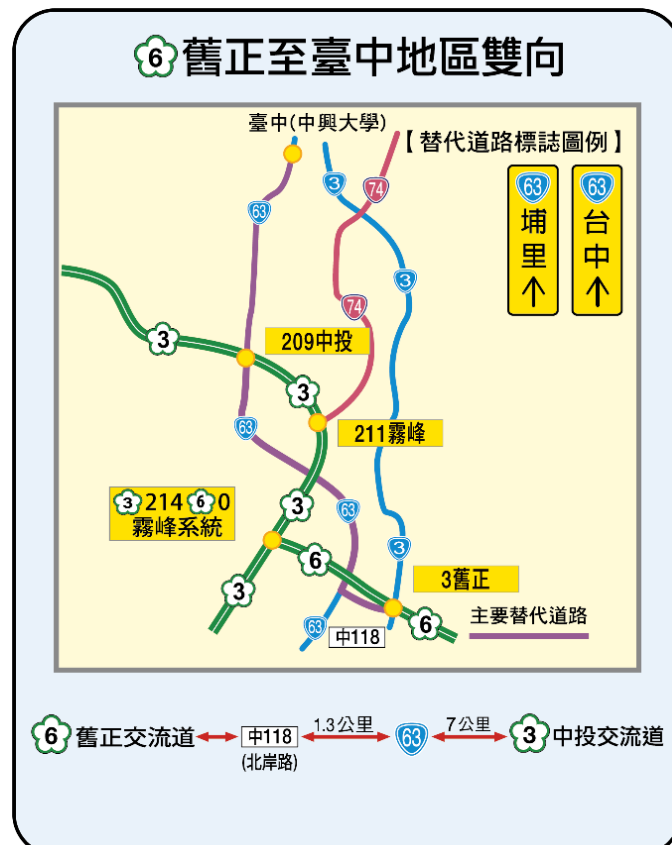 6 舊正至臺中地區雙向
臺中(中興大學)
【替代道路標誌圖例】
63 埔里 ↑
63 台中 ↑
3
74
63
3
74
3
209中投
3
63
211霧峰
3 214 6 0
霧峰系統
3
63
6
3
3舊正
3
63
中118
6
主要替代道路
6 舊正交流道 中118 1.3公里 63 7公里 3 中投交流道
(北岸路)